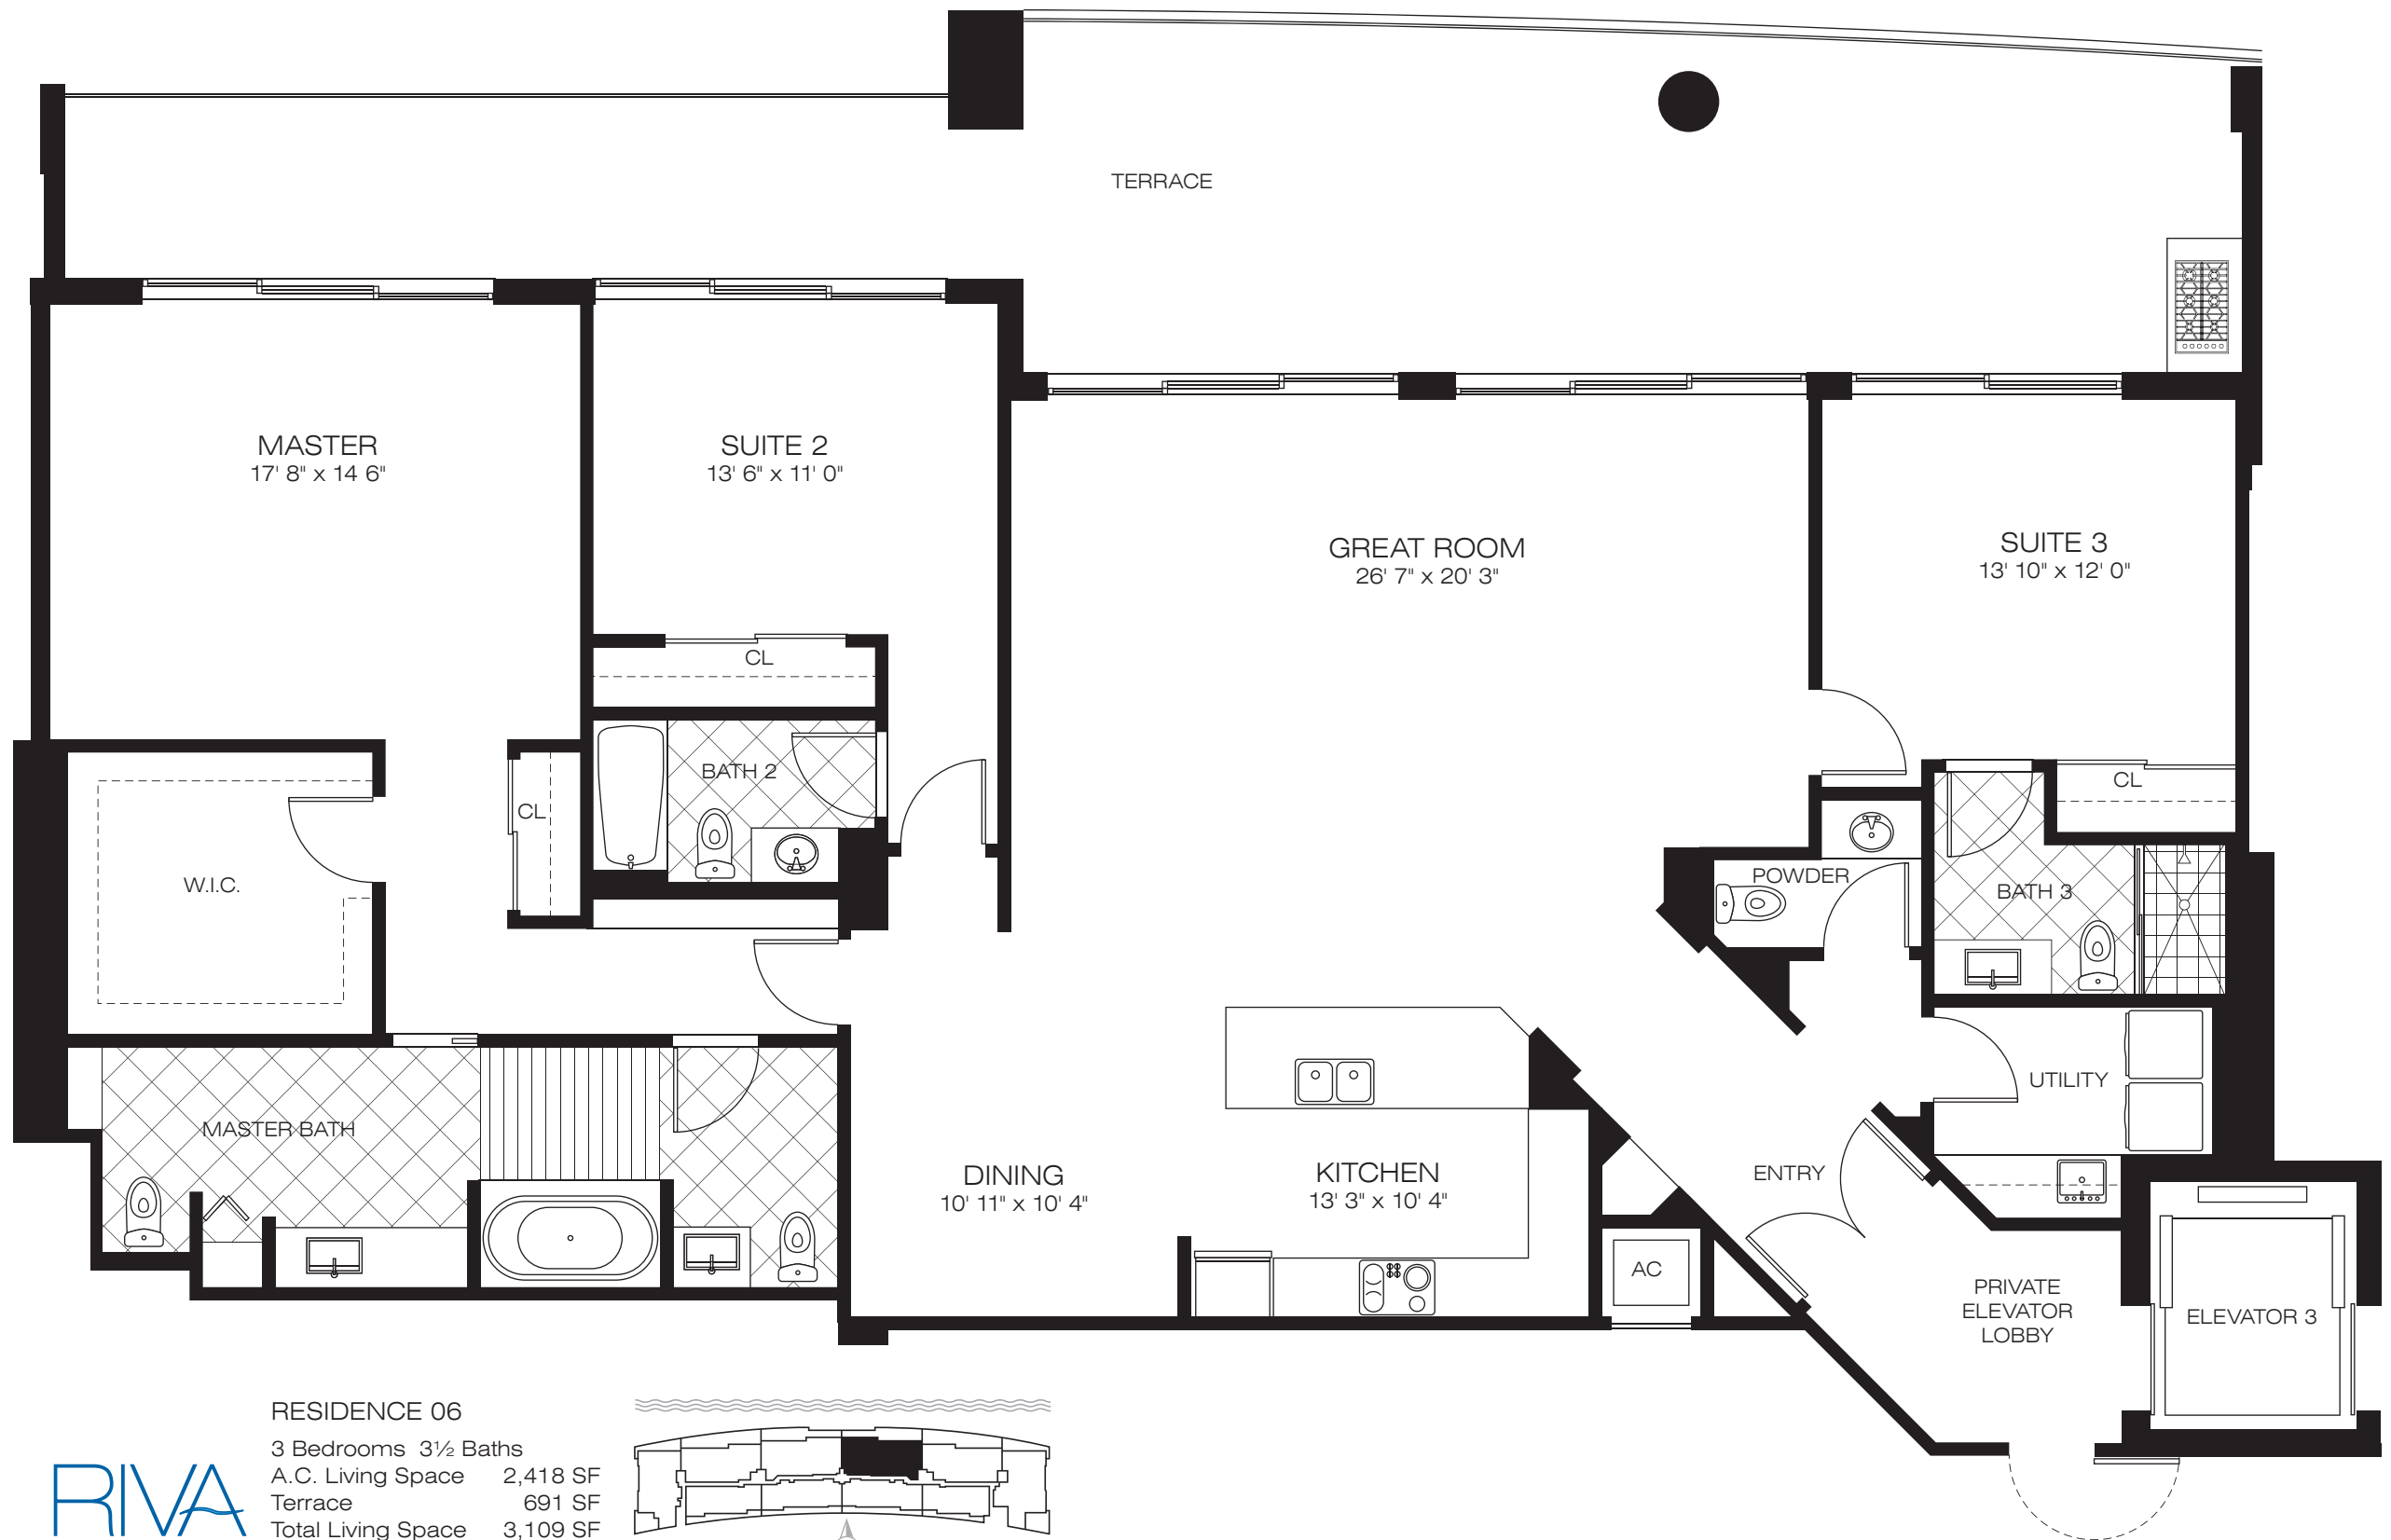 TERRACE
MASTER
17' 8" x 14 6"
SUITE 2
13' 6" x 11' 0"
GREAT ROOM
26' 7" x 20' 3"
SUITE 3
13' 10" x 12' 0"
CL
CL
CL
BATH 2
W.I.C.
POWDER
BATH 3
UTILITY
MASTER BATH
DINING
10' 11" x 10' 4"
KITCHEN
13' 3" x 10' 4"
ENTRY
AC
PRIVATE
ELEVATOR
LOBBY
ELEVATOR 3
RIVA
RESIDENCE 06
3 Bedrooms 3½ Baths
A.C. Living Space 2,418 SF
Terrace 691 SF
Total Living Space 3,109 SF